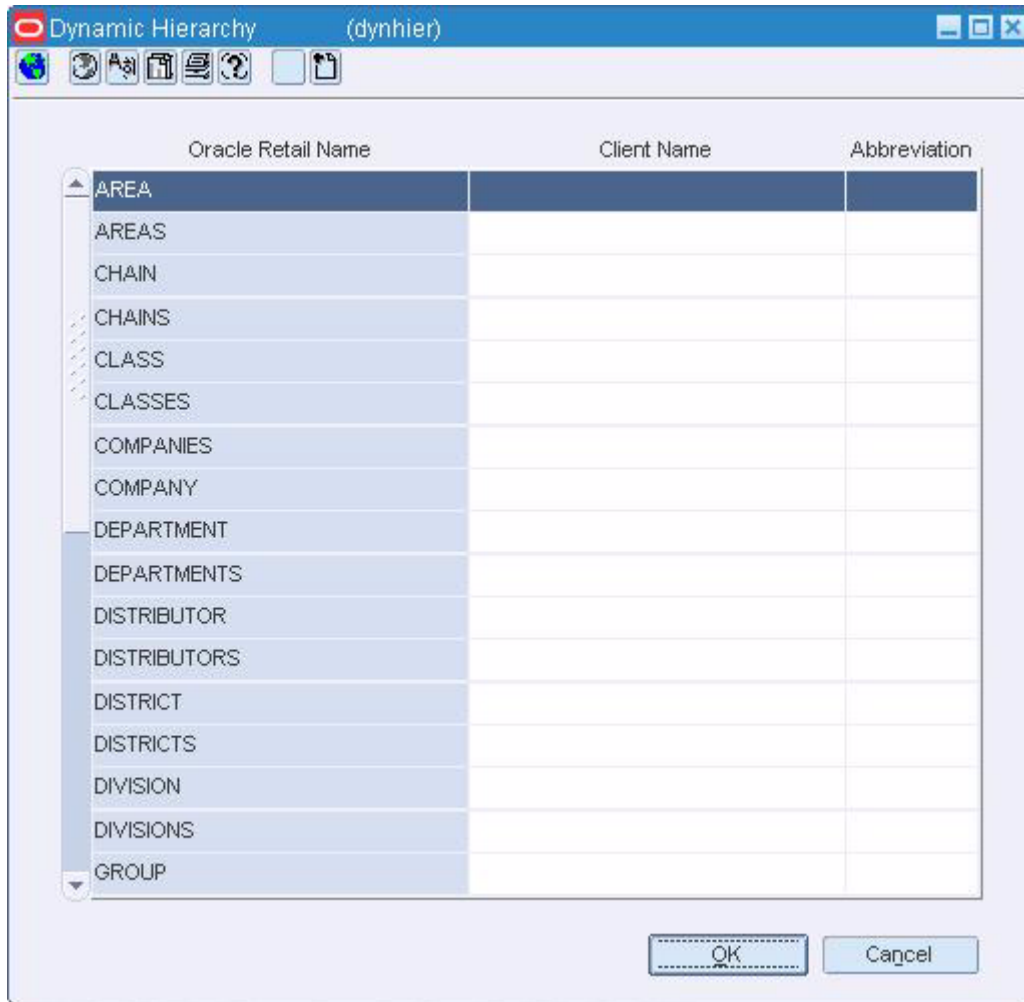 Dynamic Hierarchy (dynhier)
Oracle Retail Name Client Name Abbreviation
AREA
AREAS
CHAIN
CHAINS
CLASS
CLASSES
COMPANIES
COMPANY
DEPARTMENT
DEPARTMENTS
DISTRIBUTOR
DISTRIBUTORS
DISTRICT
DISTRICTS
DIVISION
DIVISIONS
GROUP
OK Cancel